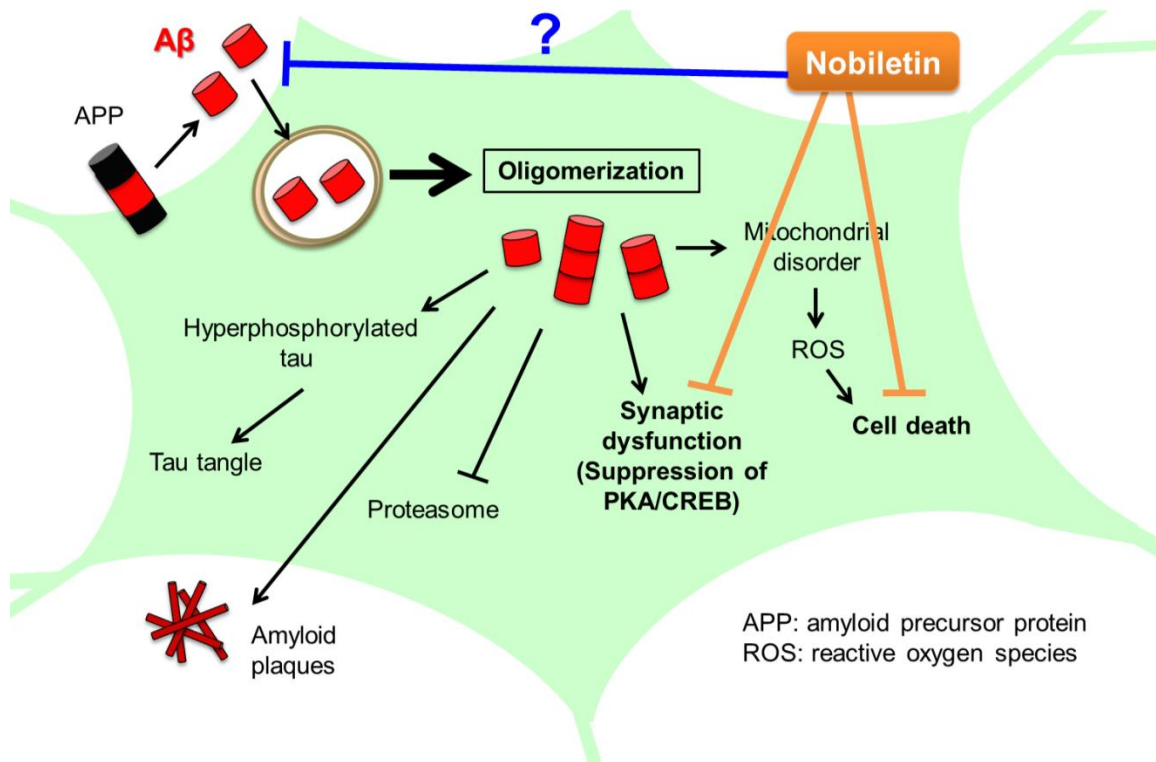 ?
Aβ
Nobiletin
APP
Oligomerization
Mitochondrial
disorder
Hyperphosphorylated
tau
ROS
Synaptic
dysfunction
(Suppression of
PKA/CREB)
Cell death
Tau tangle
Proteasome
Amyloid
plaques
APP: amyloid precursor protein
ROS: reactive oxygen species